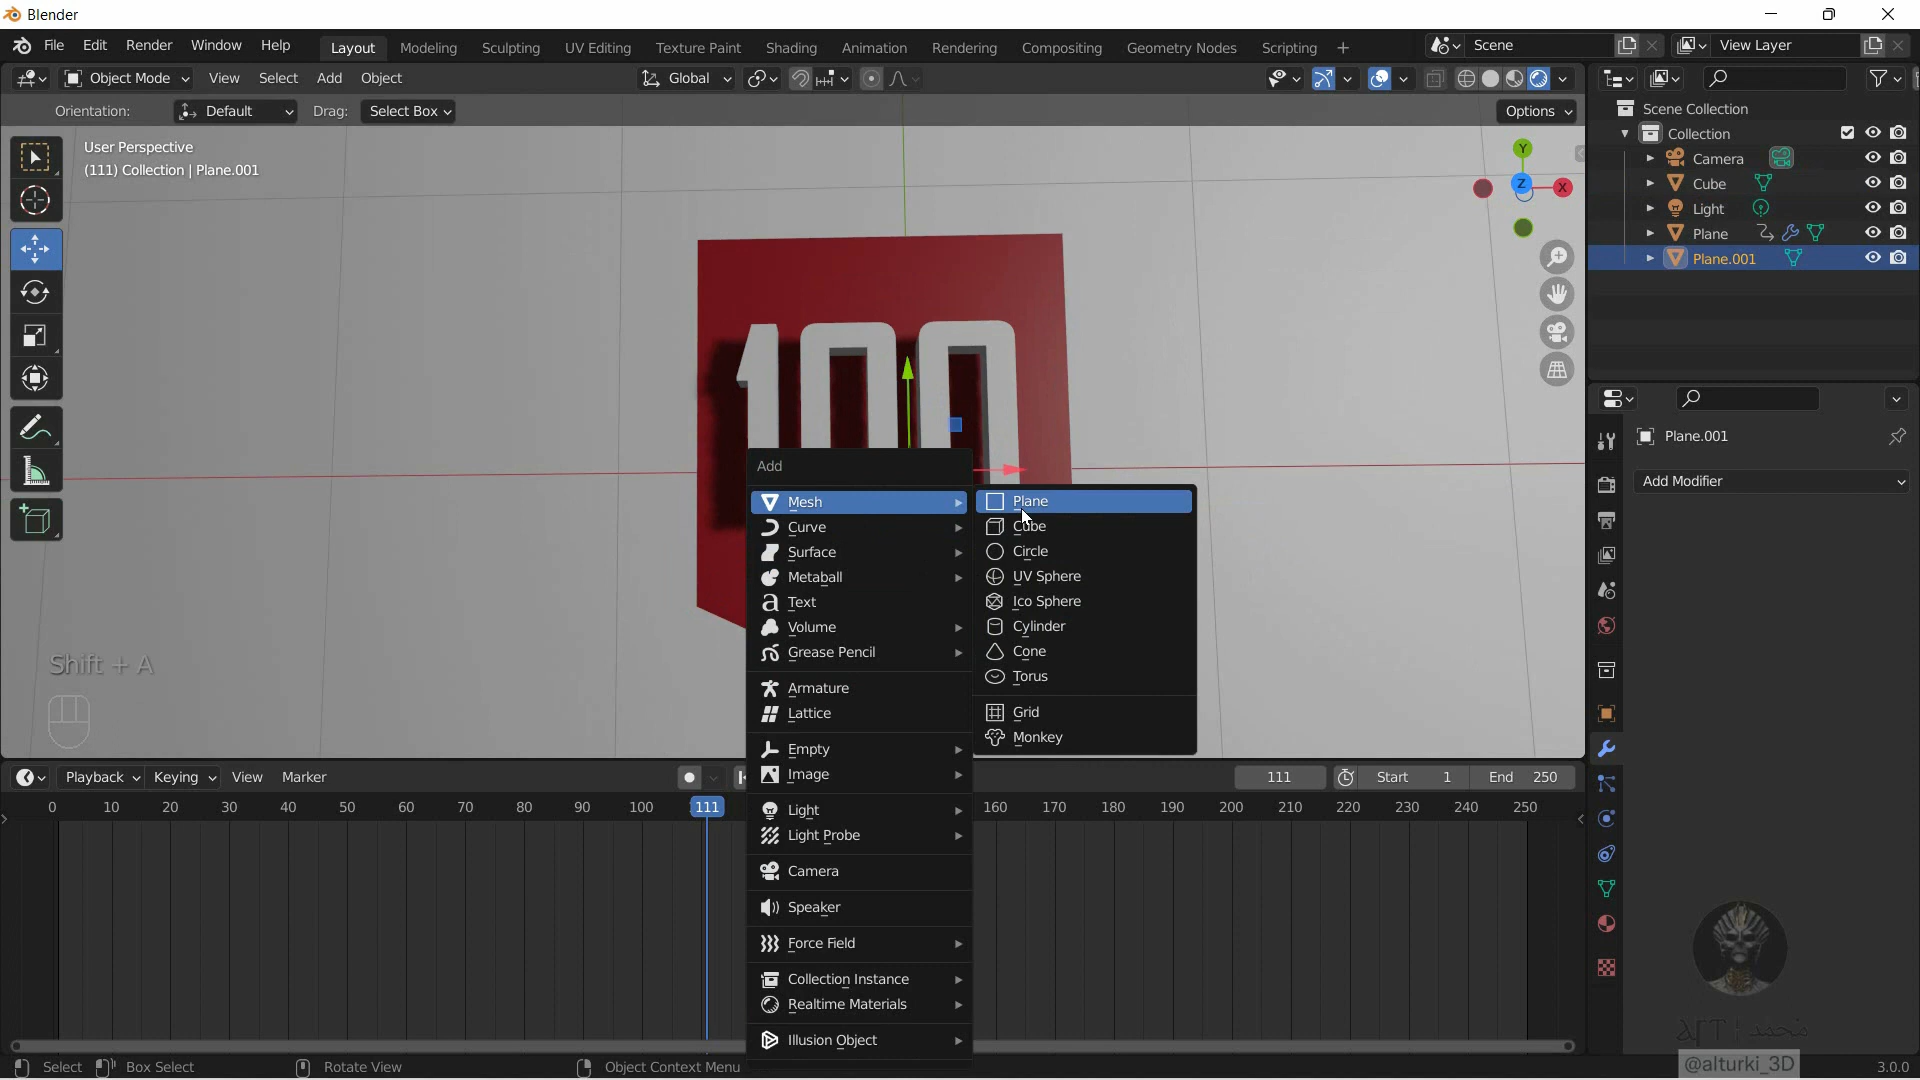 Blender
File Edit Render Window Help Layout Modeling Sculpting UV Editing Texture Paint Shading Animation Rendering Compositing Geometry Nodes Scripting + Scene View Layer
Object Mode View Select Add Object Global
Orientation: Default Drag: Select Box Options
User Perspective
(111) Collection | Plane.001
Scene Collection
Collection
Camera
Cube
Light
Plane
Plane.001
Y
Z
X
100
Plane.001
Add Modifier
Add
Mesh
Curve
Surface
Metaball
Text
Volume
Grease Pencil
Armature
Lattice
Empty
Image
Light
Light Probe
Camera
Speaker
Force Field
Collection Instance
Realtime Materials
Illusion Object
Plane
Cube
Circle
UV Sphere
Ico Sphere
Cylinder
Cone
Torus
Grid
Monkey
Shift + A
Playback Keying View Marker 111 Start 1 End 250
0 10 20 30 40 50 60 70 80 90 100 111 160 170 180 190 200 210 220 230 240 250
Select Box Select Rotate View Object Context Menu
@alturki_3D
3.0.0